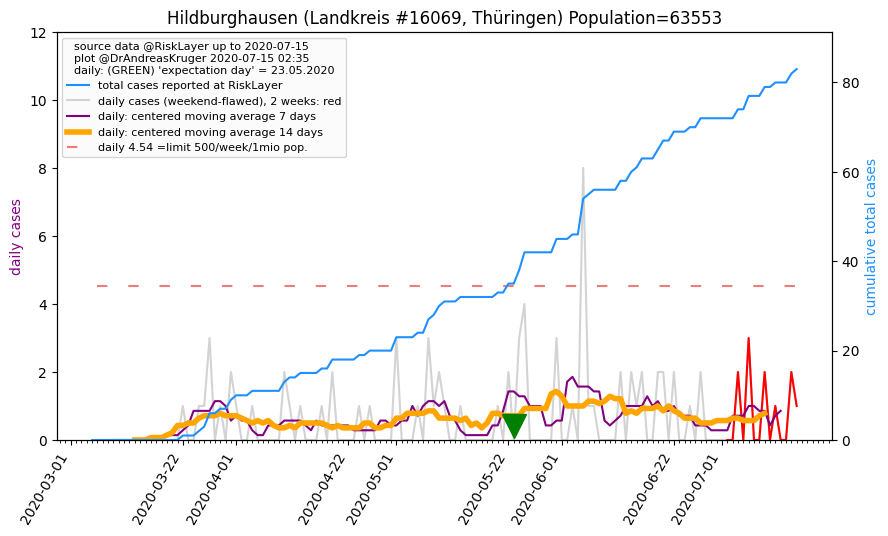 Hildburghausen (Landkreis #16069, Thüringen) Population=63553
source data @RiskLayer up to 2020-07-15
plot @DrAndreasKruger 2020-07-15 02:35
daily: (GREEN) 'expectation day' = 23.05.2020
total cases reported at RiskLayer
daily cases (weekend-flawed), 2 weeks: red
daily: centered moving average 7 days
daily: centered moving average 14 days
daily 4.54 =limit 500/week/1mio pop.
daily cases
12
10
8
6
4
2
0
cumulative total cases
80
60
40
20
0
2020-03-01
2020-03-22
2020-04-01
2020-04-22
2020-05-01
2020-05-22
2020-06-01
2020-06-22
2020-07-01